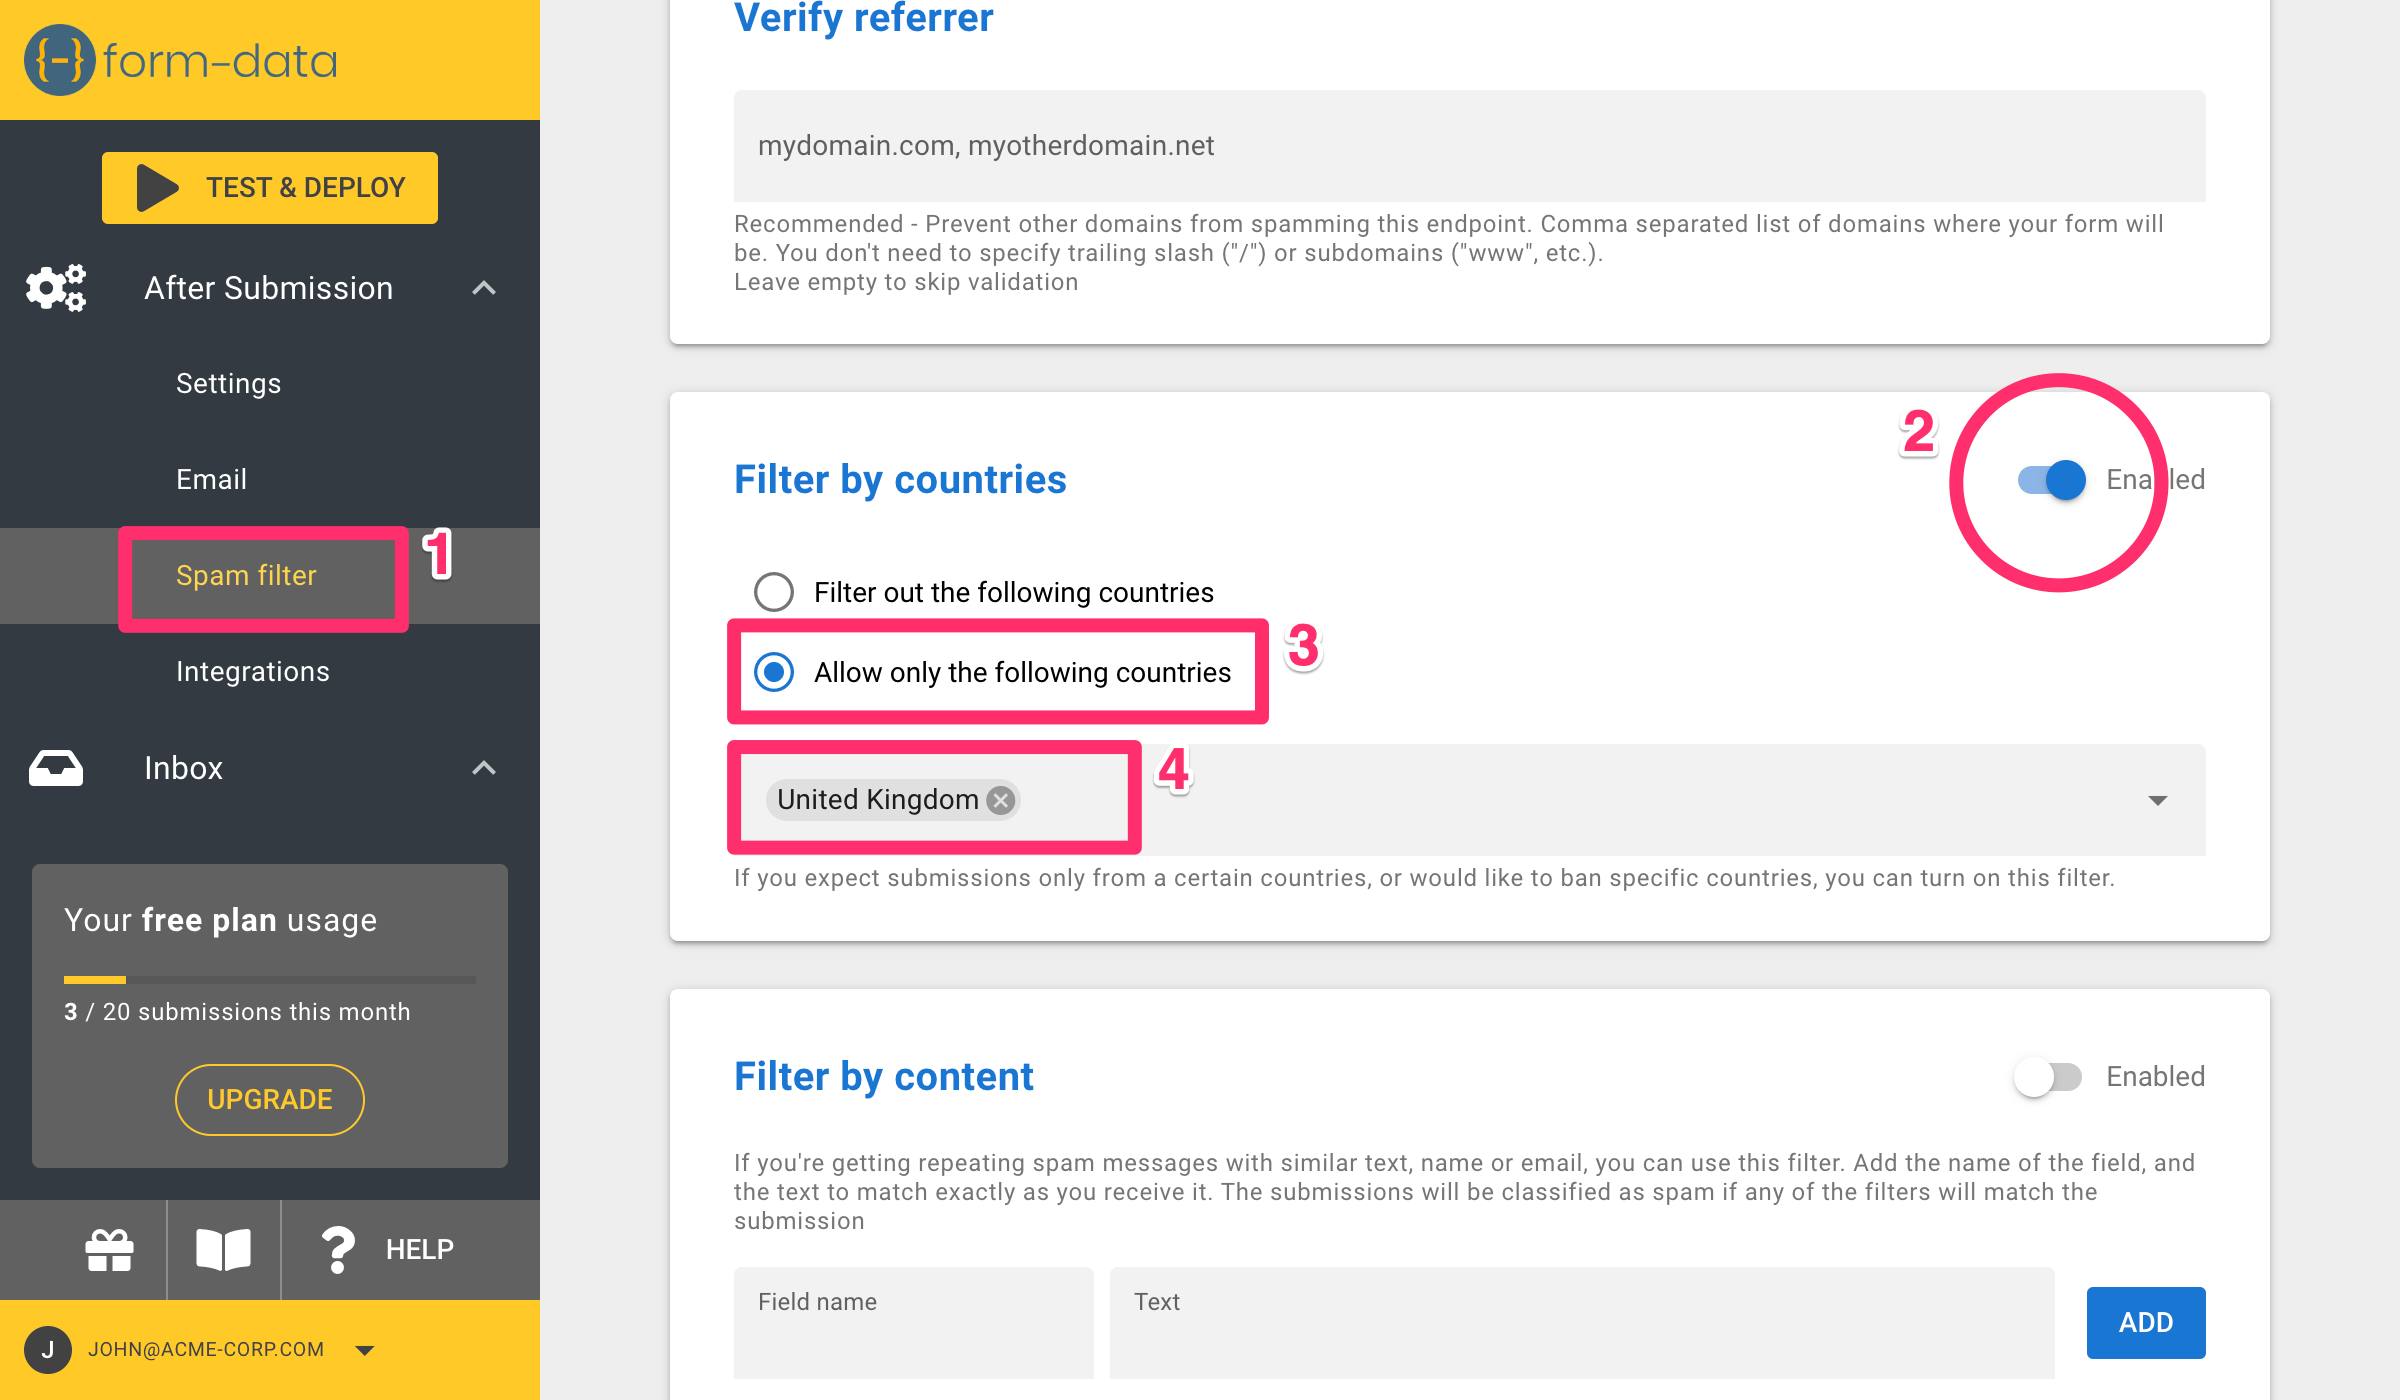 {-} form-data
TEST & DEPLOY
After Submission
Settings
Email
Spam filter
1
Integrations
Inbox
Your free plan usage
3 / 20 submissions this month
UPGRADE
? HELP
J JOHN@ACME-CORP.COM
Verify referrer
mydomain.com, myotherdomain.net
Recommended - Prevent other domains from spamming this endpoint. Comma separated list of domains where your form will
be. You don't need to specify trailing slash ("/") or subdomains ("www", etc.).
Leave empty to skip validation
Filter by countries
2
Enabled
Filter out the following countries
Allow only the following countries
3
United Kingdom
4
If you expect submissions only from a certain countries, or would like to ban specific countries, you can turn on this filter.
Filter by content
Enabled
If you're getting repeating spam messages with similar text, name or email, you can use this filter. Add the name of the field, and
the text to match exactly as you receive it. The submissions will be classified as spam if any of the filters will match the
submission
Field name
Text
ADD